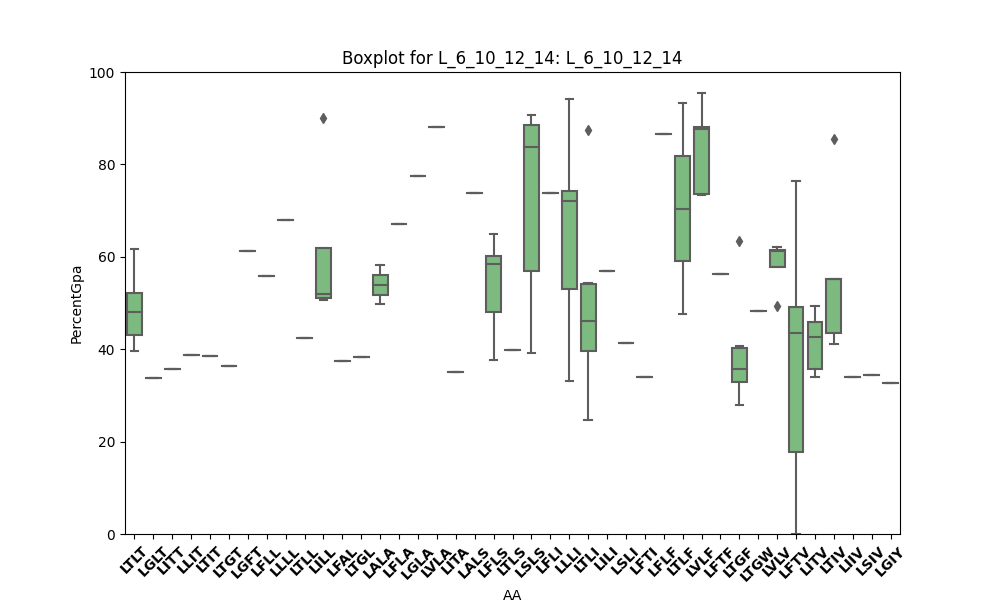 Boxplot for L_6_10_12_14: L_6_10_12_14
PercentGpa
100
80
60
40
20
0
LTLT LGLT LITT LLIT LTIT LTGT LGFT LFLL LLLL LTLL LILL LFAL LTGL LALA LFLA LGLA LVLA LITA LALS LFLS LTLS LSLS LFLI LLLI LTLI LILI LSLI LFTI LFLF LTLF LVLF LFTF LTGF LTGW LVLV LFTV LITV LTIV LIIV LSIV LGIY
AA